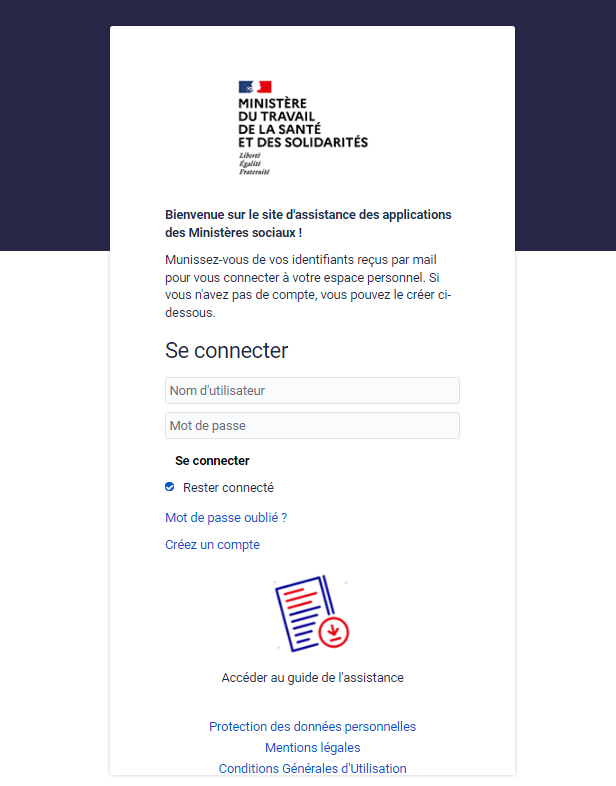 MINISTÈRE
DU TRAVAIL
DE LA SANTÉ
ET DES SOLIDARITÉS
Liberté
Égalité
Fraternité
Bienvenue sur le site d'assistance des applications
des Ministères sociaux !
Munissez-vous de vos identifiants reçus par mail
pour vous connecter à votre espace personnel. Si
vous n'avez pas de compte, vous pouvez le créer ci-
dessous.
Se connecter
Nom d'utilisateur
Mot de passe
Se connecter
Rester connecté
Mot de passe oublié ?
Créez un compte
Accéder au guide de l'assistance
Protection des données personnelles
Mentions légales
Conditions Générales d'Utilisation